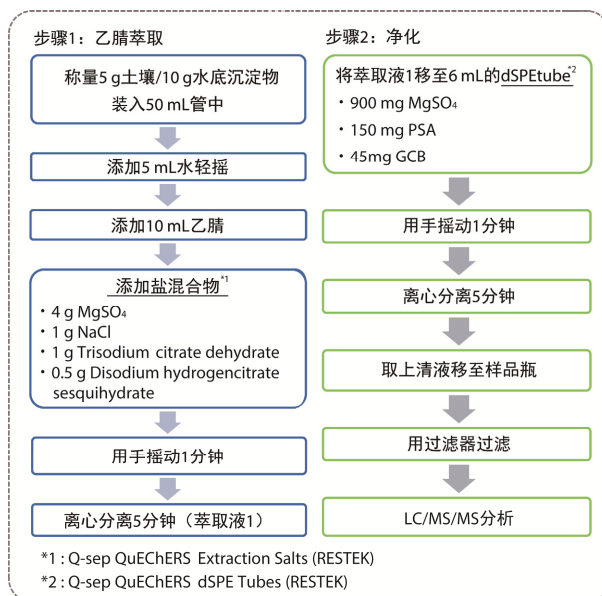 步骤1：乙腈萃取
称量5 g土壤/10 g水底沉淀物
装入50 mL管中
添加5 mL水轻摇
添加10 mL乙腈
添加盐混合物*1
・4 g MgSO₄
・1 g NaCl
・1 g Trisodium citrate dehydrate
・0.5 g Disodium hydrogencitrate
sesquihydrate
用手摇动1分钟
离心分离5分钟（萃取液1）
步骤2：净化
将萃取液1移至6 mL的dSPEtube*2
・900 mg MgSO₄
・150 mg PSA
・45mg GCB
用手摇动1分钟
离心分离5分钟
取上清液移至样品瓶
用过滤器过滤
LC/MS/MS分析
*1 : Q-sep QuEChERS Extraction Salts (RESTEK)
*2 : Q-sep QuEChERS dSPE Tubes (RESTEK)